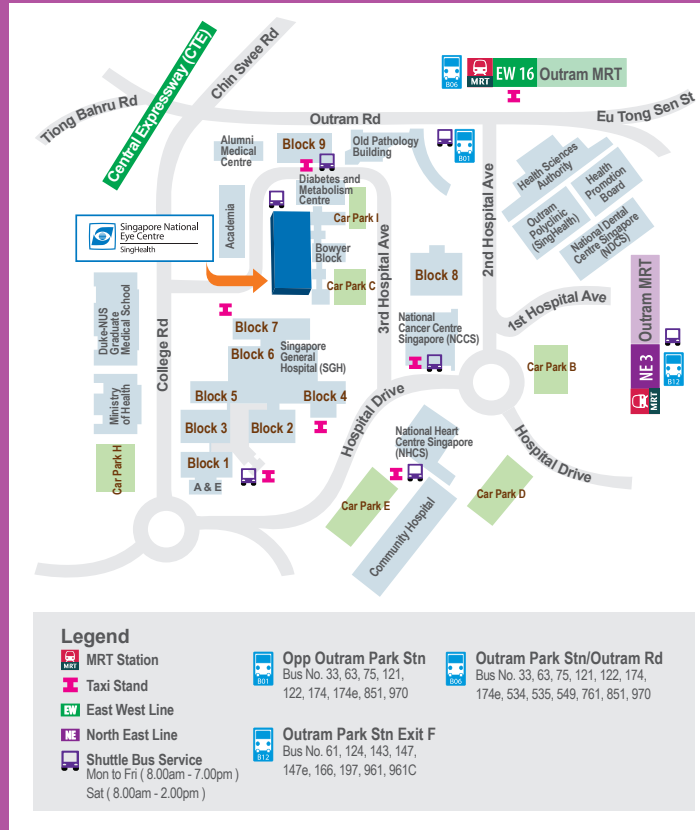 Central Expressway (CTE)
Chin Swee Rd
Tiong Bahru Rd
B06
MRT
EW 16
Outram MRT
Outram Rd
Eu Tong Sen St
Alumni
Medical
Centre
Block 9
Old Pathology
Building
B01
Diabetes and
Metabolism
Centre
Academia
Car Park I
Bowyer
Block
Car Park C
Singapore National
Eye Centre
SingHealth
3rd Hospital Ave
2nd Hospital Ave
Block 8
Health Sciences
Authority
Health
Promotion
Board
Outram
Polyclinic
(SingHealth)
National Dental
Centre Singapore
(NDCS)
1st Hospital Ave
Outram MRT
NE 3
MRT
B12
Duke-NUS
Graduate
Medical School
College Rd
Ministry
of Health
Car Park H
Block 7
Block 6
Singapore
General
Hospital (SGH)
Block 5
Block 4
Block 3
Block 2
Block 1
A & E
National
Cancer Centre
Singapore (NCCS)
Car Park B
Hospital Drive
National Heart
Centre Singapore
(NHCS)
Hospital Drive
Car Park E
Car Park D
Community Hospital
Legend
MRT
MRT Station
Taxi Stand
EW
East West Line
NE
North East Line
Shuttle Bus Service
Mon to Fri ( 8.00am - 7.00pm )
Sat ( 8.00am - 2.00pm )
B01
Opp Outram Park Stn
Bus No. 33, 63, 75, 121,
122, 174, 174e, 851, 970
B12
Outram Park Stn Exit F
Bus No. 61, 124, 143, 147,
147e, 166, 197, 961, 961C
B06
Outram Park Stn/Outram Rd
Bus No. 33, 63, 75, 121, 122, 174,
174e, 534, 535, 549, 761, 851, 970